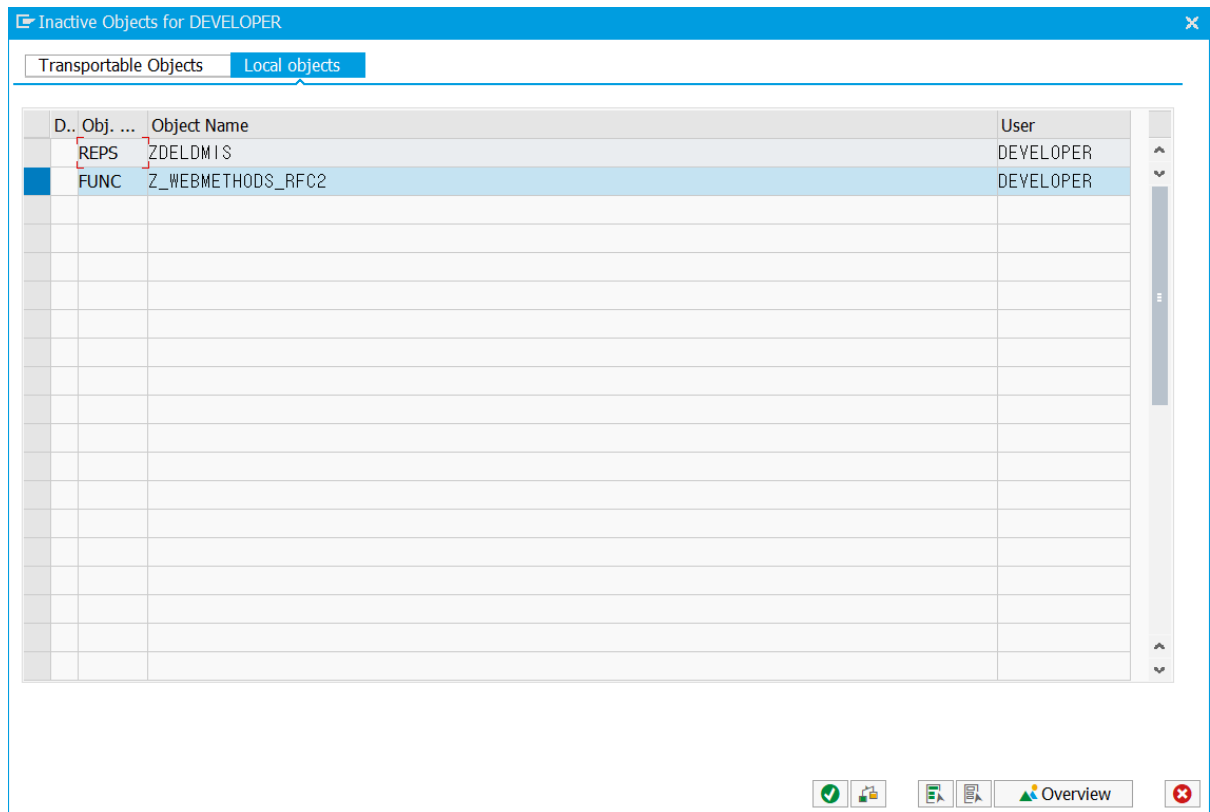 Inactive Objects for DEVELOPER
Transportable Objects Local objects
D.. Obj. ... Object Name User
REPS ZDELDMIS DEVELOPER
FUNC Z_WEBMETHODS_RFC2 DEVELOPER
Overview